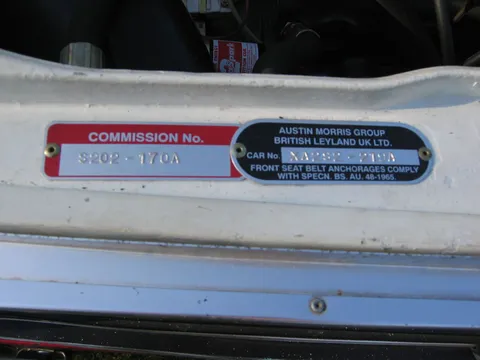 COMMISSION No.
S202 - 170A
AUSTIN MORRIS GROUP
BRITISH LEYLAND UK LTD.
CAR No.
FRONT SEAT BELT ANCHORAGES COMPLY
WITH SPECN. BS. AU. 48-1965.